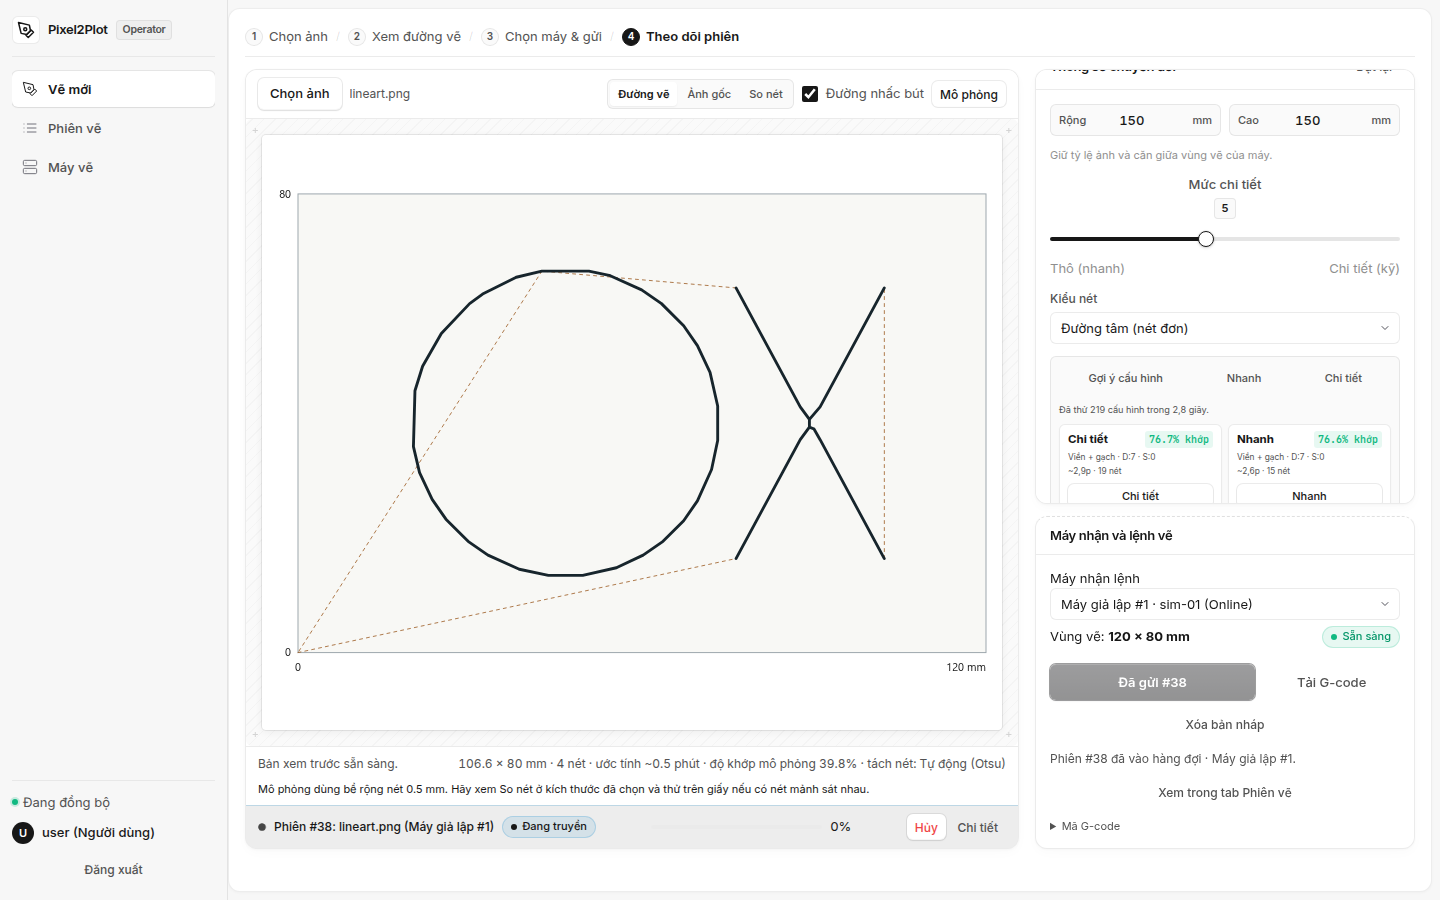 Pixel2Plot Operator
Vẽ mới
Phiên vẽ
Máy vẽ
Đang đồng bộ
U user (Người dùng)
Đăng xuất
1 Chọn ảnh / 2 Xem đường vẽ / 3 Chọn máy & gửi / 4 Theo dõi phiên
Chọn ảnh lineart.png Đường vẽ Ảnh gốc So nét Đường nhấc bút Mô phỏng
80
0
0 120 mm
Bản xem trước sẵn sàng. 106.6 × 80 mm · 4 nét · ước tính ~0.5 phút · độ khớp mô phỏng 39.8% · tách nét: Tự động (Otsu)
Mô phỏng dùng bề rộng nét 0.5 mm. Hãy xem So nét ở kích thước đã chọn và thử trên giấy nếu có nét mảnh sát nhau.
Phiên #38: lineart.png (Máy giả lập #1) Đang truyền 0% Hủy Chi tiết
Rộng 150 mm Cao 150 mm
Giữ tỷ lệ ảnh và căn giữa vùng vẽ của máy.
Mức chi tiết
5
Thô (nhanh) Chi tiết (kỹ)
Kiểu nét
Đường tâm (nét đơn)
Gợi ý cấu hình Nhanh Chi tiết
Đã thử 219 cấu hình trong 2,8 giây.
Chi tiết 76.7% khớp Nhanh 76.6% khớp
Viền + gạch · D:7 · S:0 Viền + gạch · D:7 · S:0
~2,9p · 19 nét ~2,6p · 15 nét
Chi tiết Nhanh
Máy nhận và lệnh vẽ
Máy nhận lệnh
Máy giả lập #1 · sim-01 (Online)
Vùng vẽ: 120 × 80 mm Sẵn sàng
Đã gửi #38 Tải G-code
Xóa bản nháp
Phiên #38 đã vào hàng đợi · Máy giả lập #1.
Xem trong tab Phiên vẽ
Mã G-code